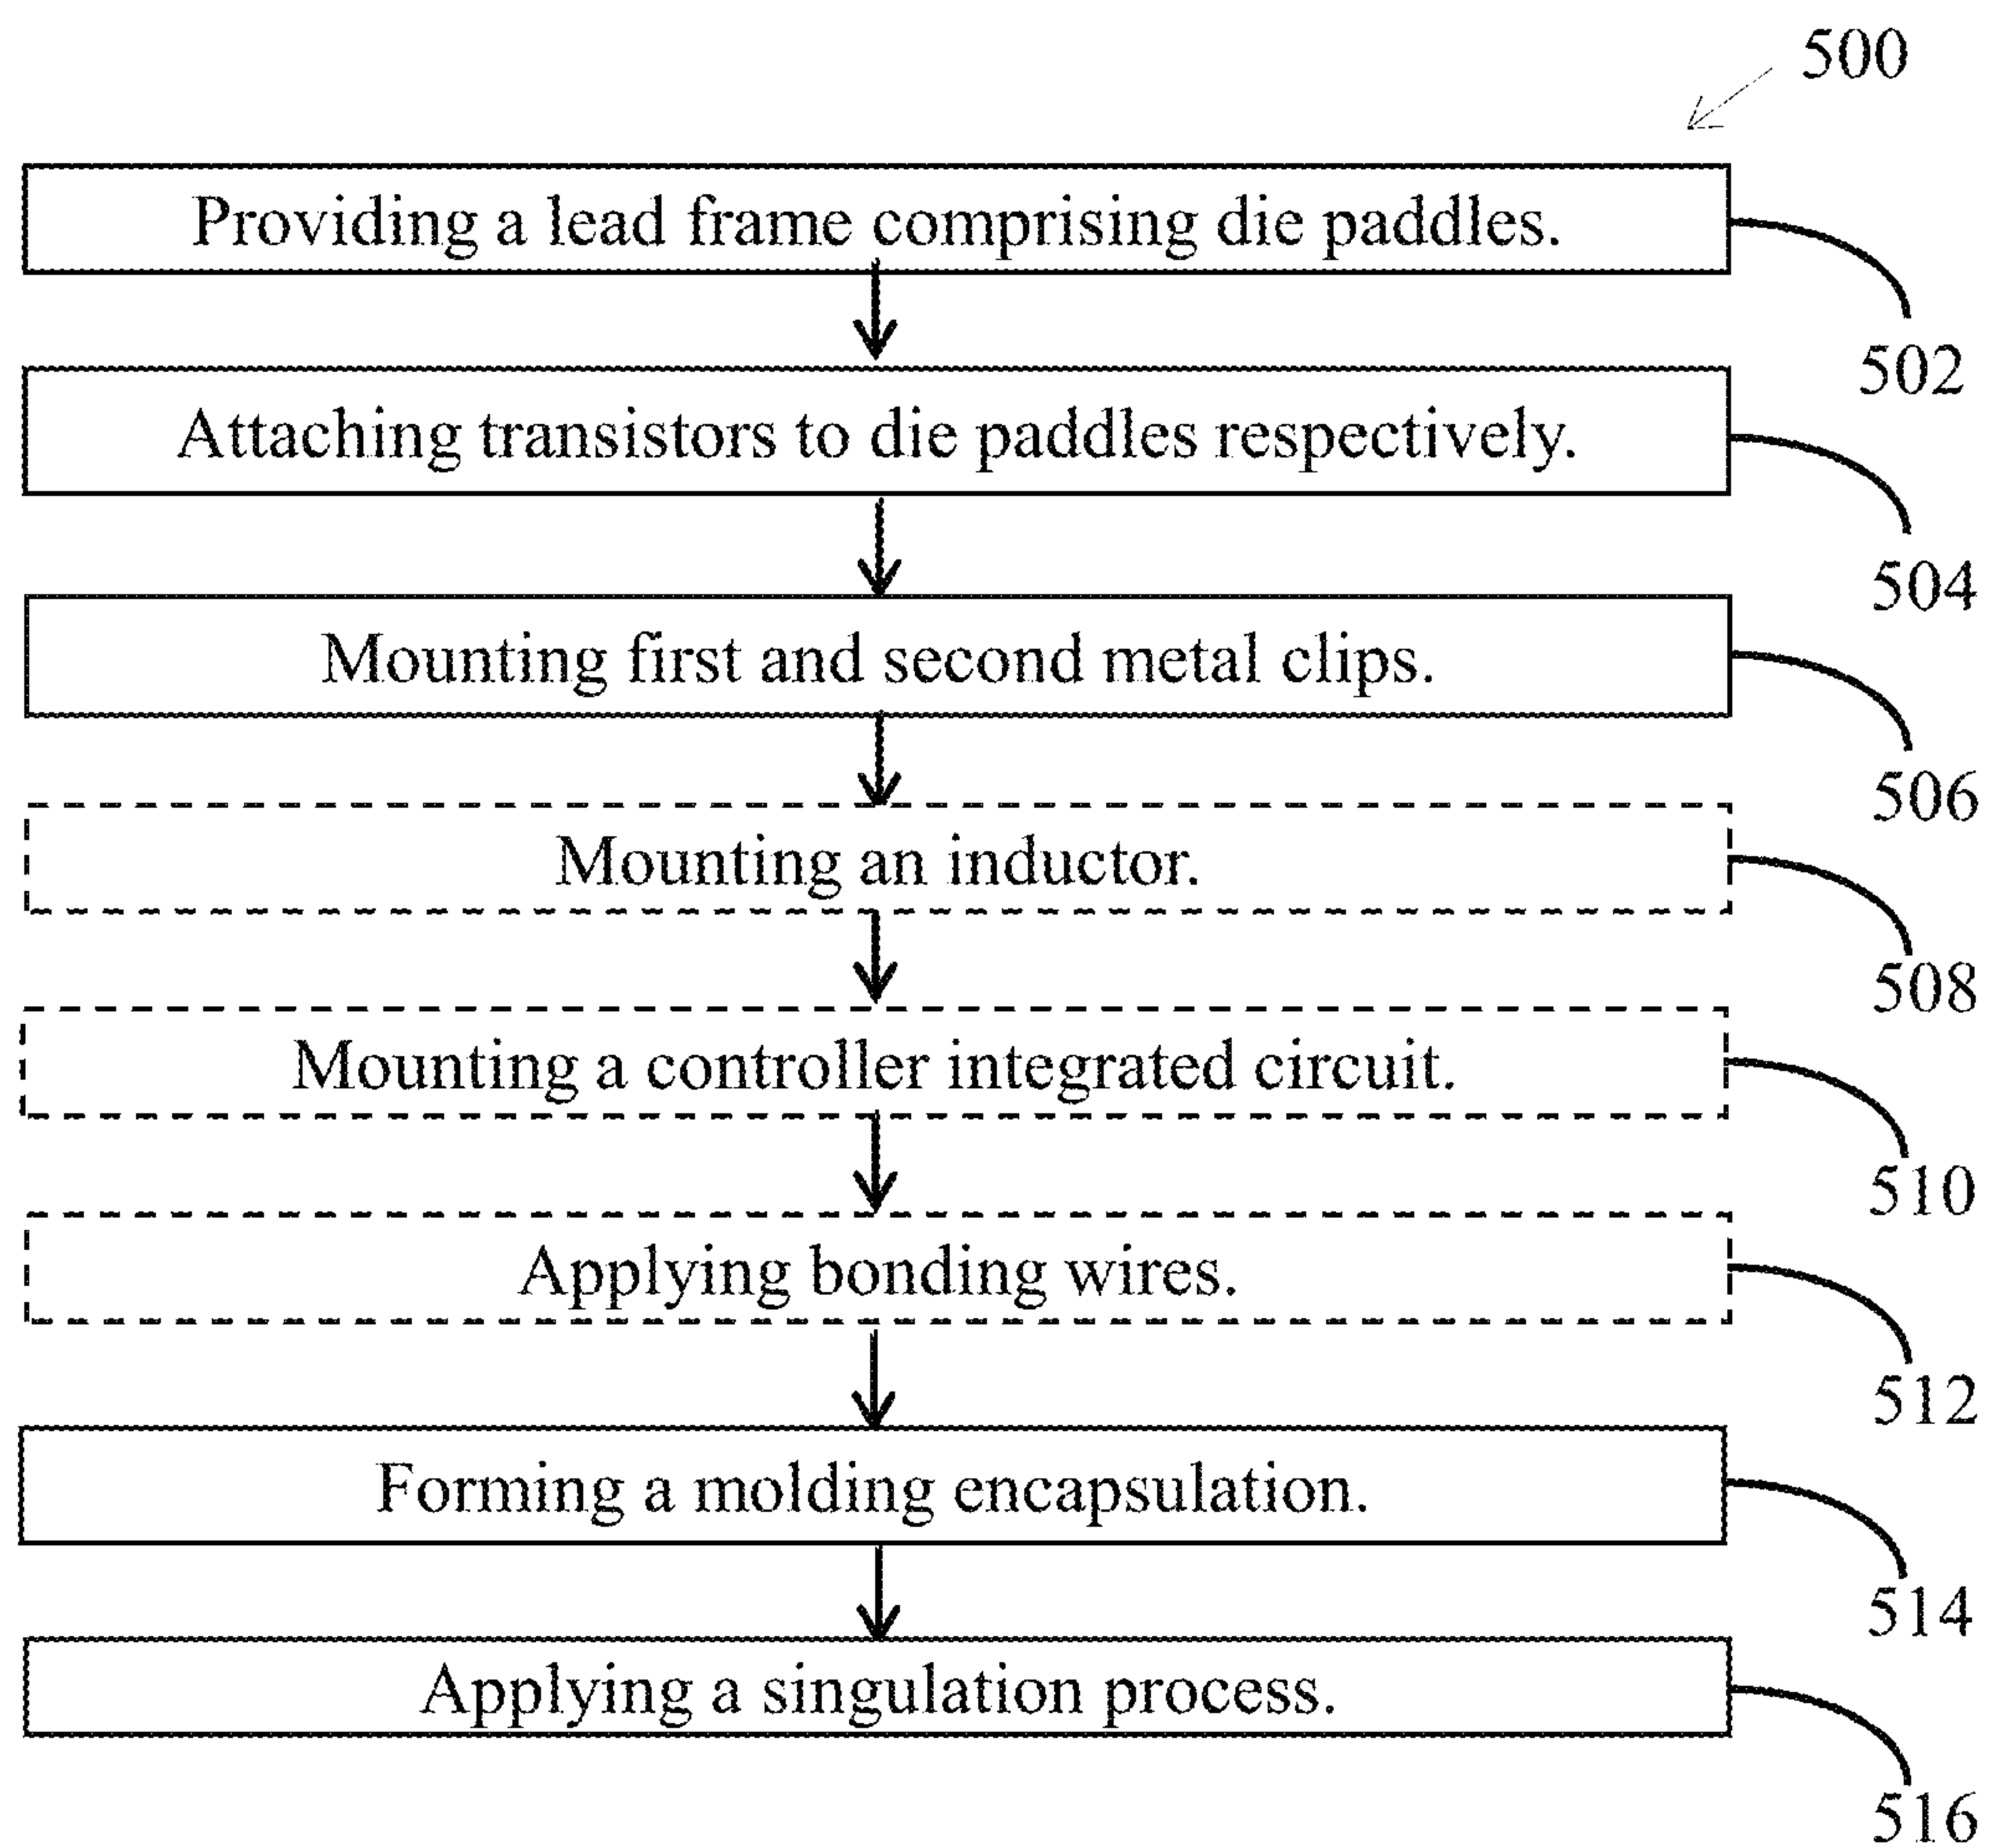 500
Providing a lead frame comprising die paddles.
502
Attaching transistors to die paddles respectively.
504
Mounting first and second metal clips.
506
Mounting an inductor.
508
Mounting a controller integrated circuit.
510
Applying bonding wires.
512
Forming a molding encapsulation.
514
Applying a singulation process.
516